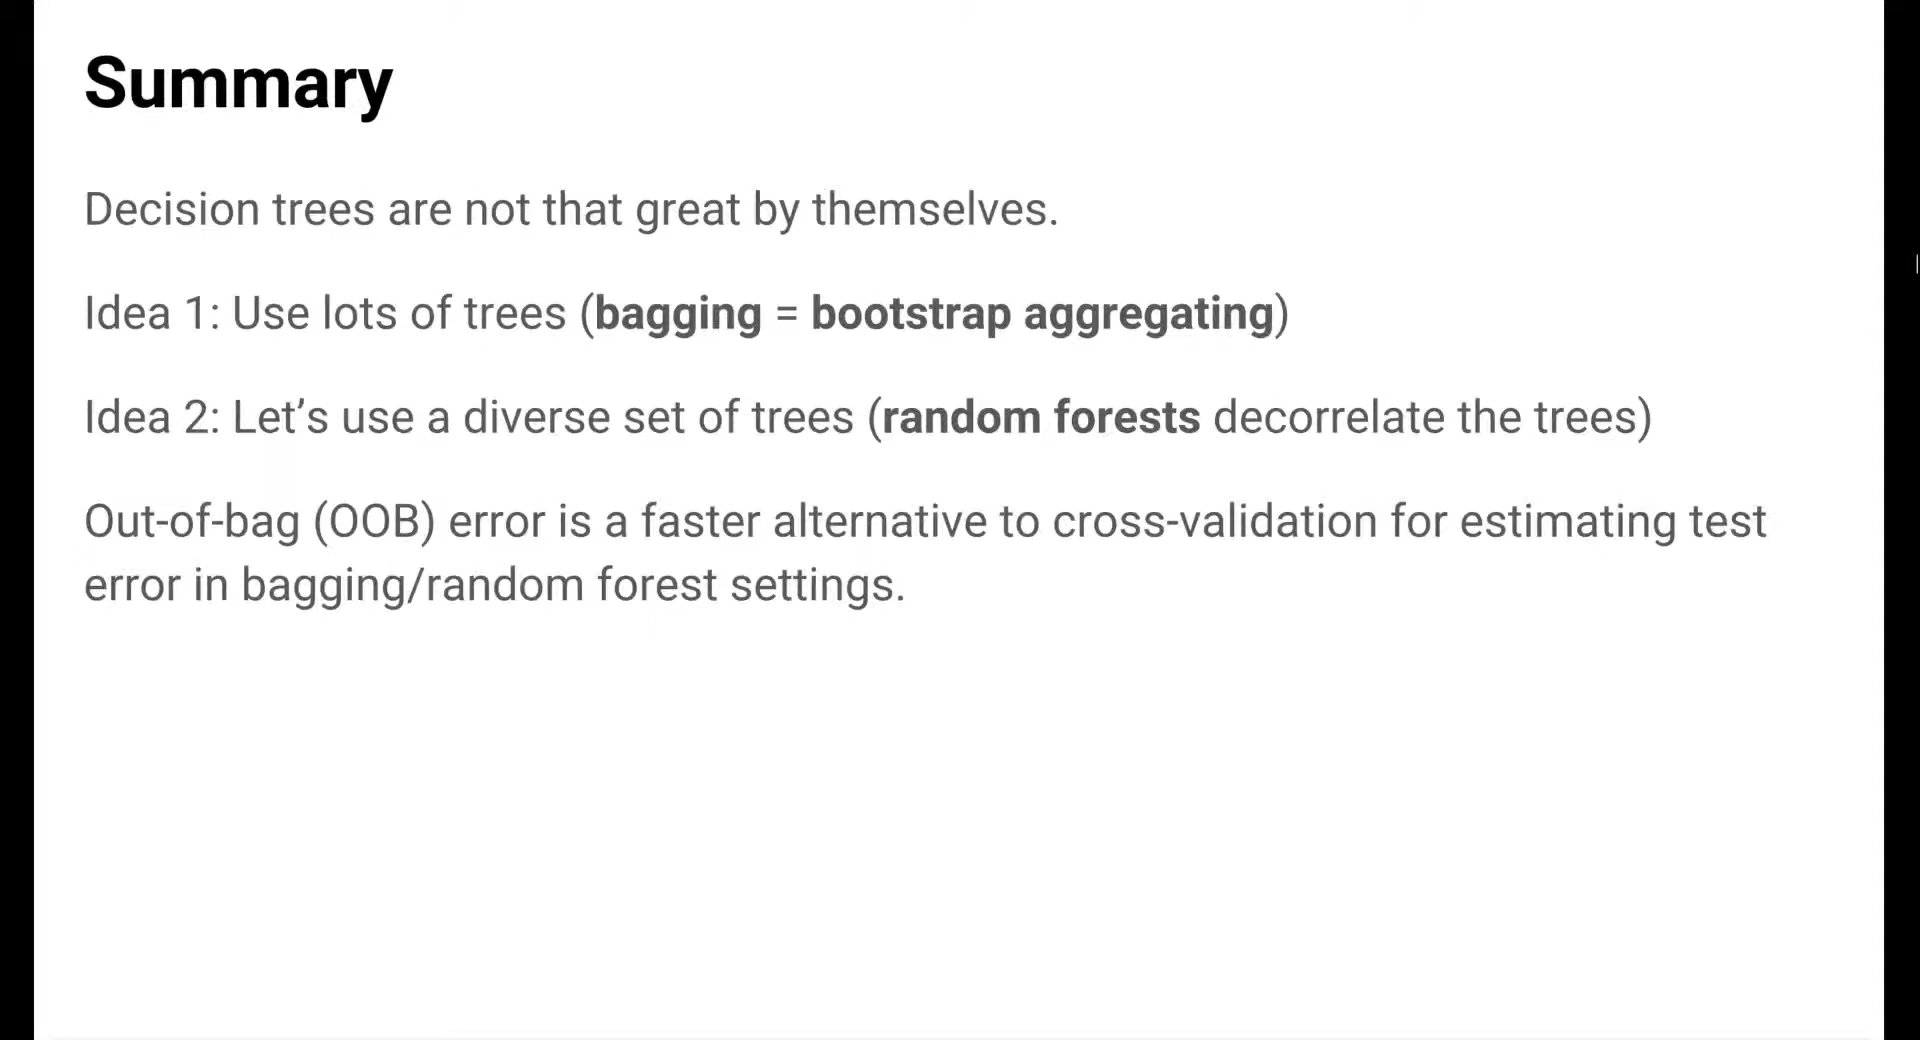 Summary
Decision trees are not that great by themselves.
Idea 1: Use lots of trees (bagging = bootstrap aggregating)
Idea 2: Let’s use a diverse set of trees (random forests decorrelate the trees)
Out-of-bag (OOB) error is a faster alternative to cross-validation for estimating test
error in bagging/random forest settings.